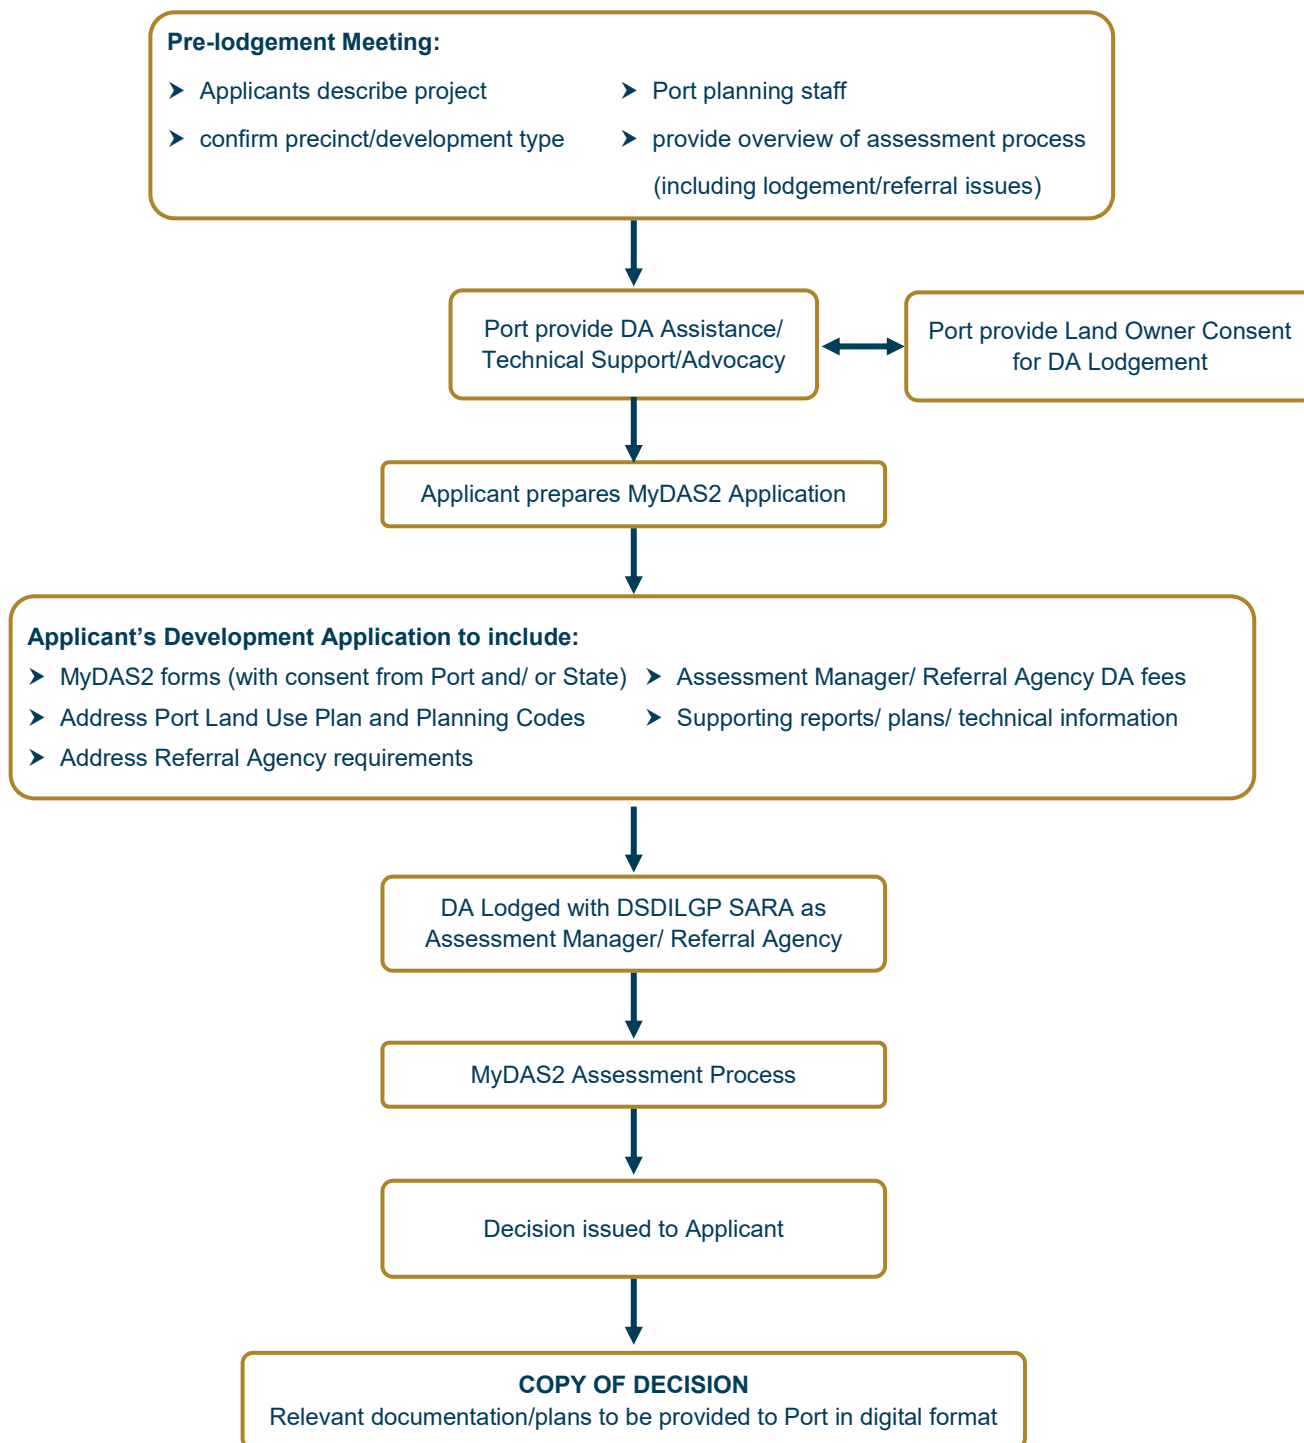 Pre-lodgement Meeting:
➤ Applicants describe project
➤ confirm precinct/development type
➤ Port planning staff
➤ provide overview of assessment process
(including lodgement/referral issues)
Port provide DA Assistance/
Technical Support/Advocacy
Port provide Land Owner Consent
for DA Lodgement
Applicant prepares MyDAS2 Application
Applicant’s Development Application to include:
➤ MyDAS2 forms (with consent from Port and/ or State)
➤ Address Port Land Use Plan and Planning Codes
➤ Address Referral Agency requirements
➤ Assessment Manager/ Referral Agency DA fees
➤ Supporting reports/ plans/ technical information
DA Lodged with DSDILGP SARA as
Assessment Manager/ Referral Agency
MyDAS2 Assessment Process
Decision issued to Applicant
COPY OF DECISION
Relevant documentation/plans to be provided to Port in digital format